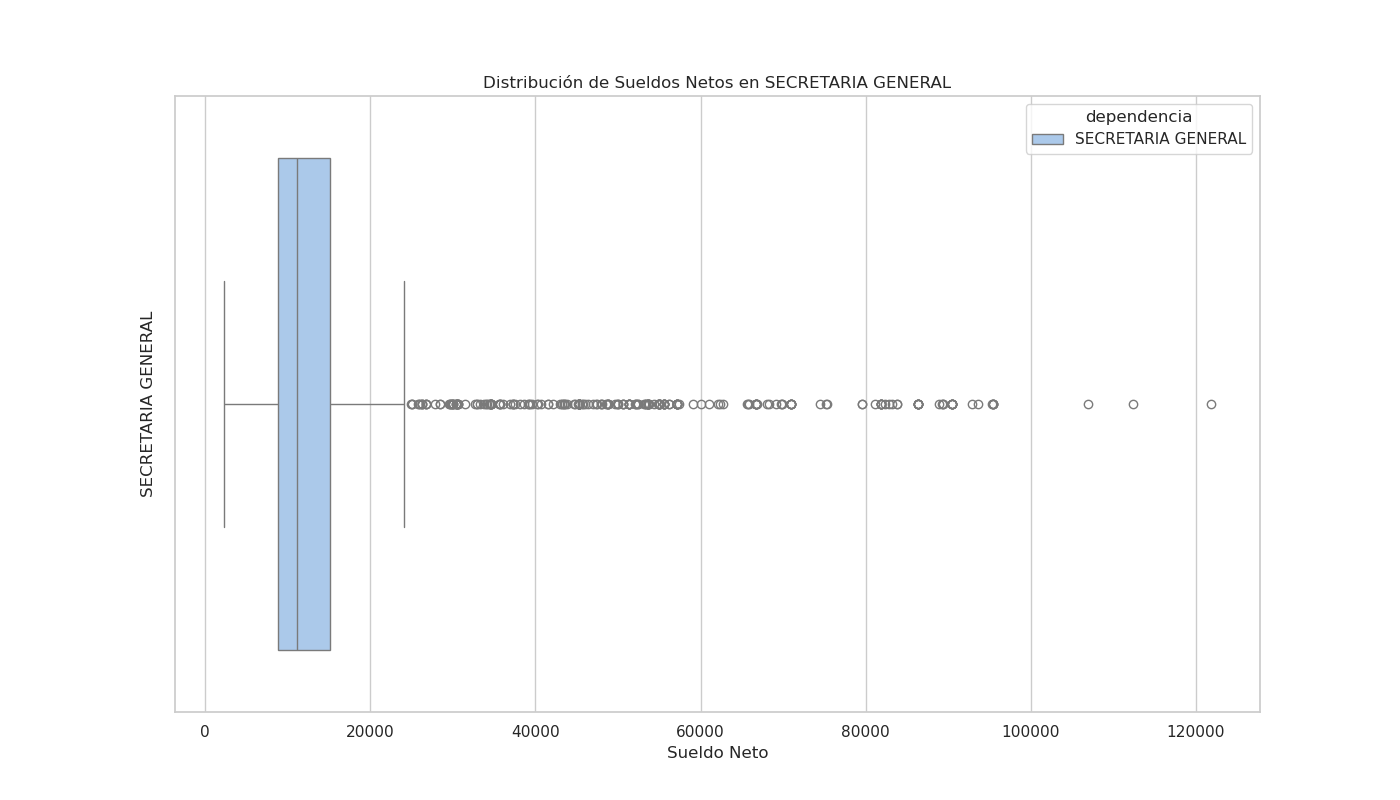 Distribución de Sueldos Netos en SECRETARIA GENERAL
dependencia
SECRETARIA GENERAL
SECRETARIA GENERAL
0
20000
40000
60000
80000
100000
120000
Sueldo Neto